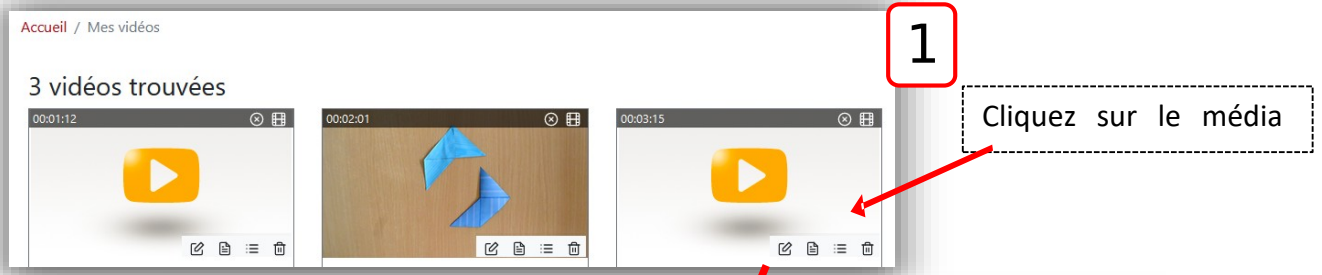 Accueil / Mes vidéos
1
Cliquez sur le média
3 vidéos trouvées
00:01:12
00:02:01
00:03:15